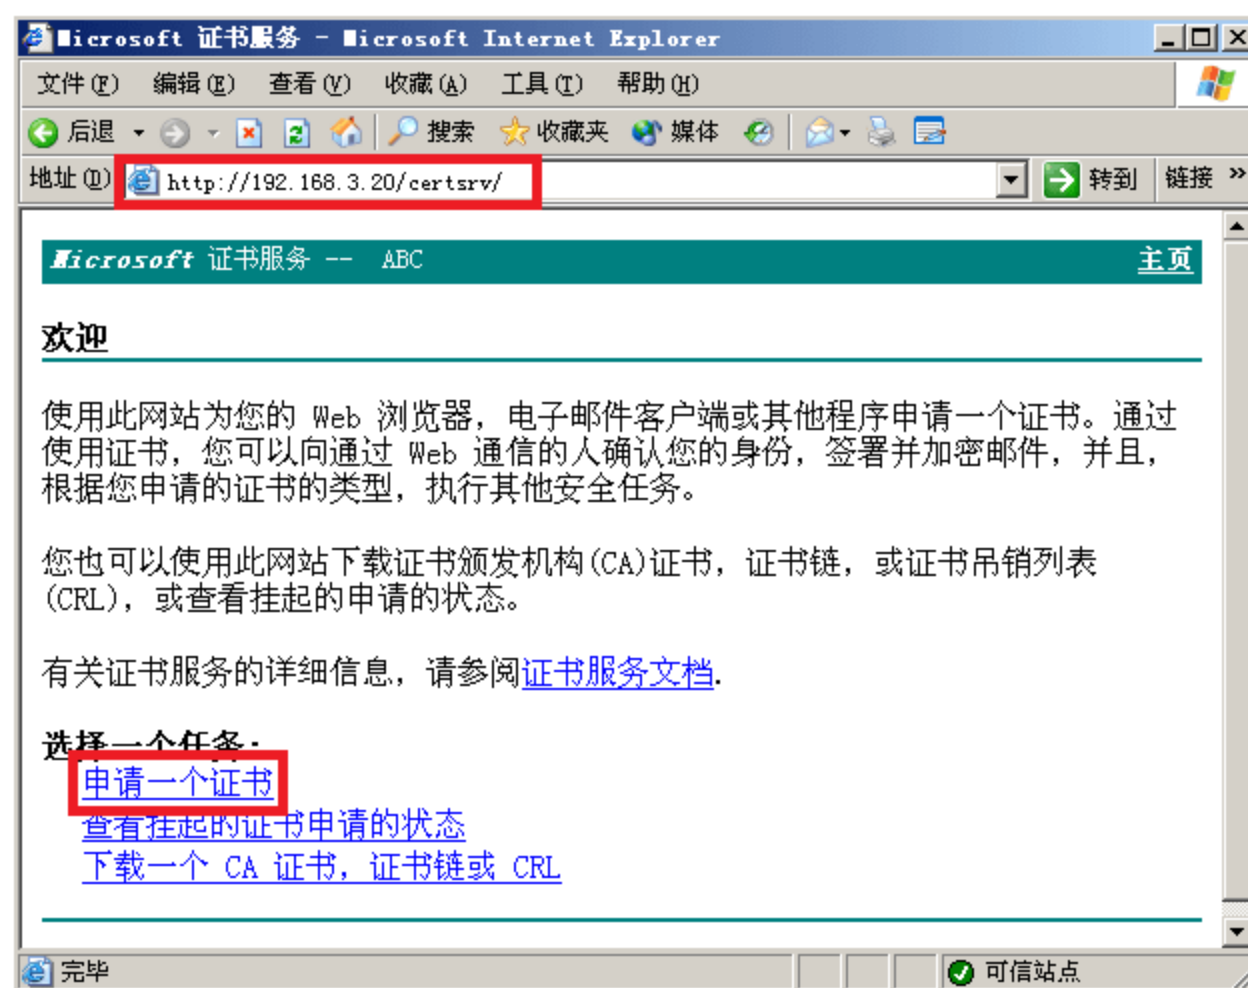 Microsoft 证书服务 - Microsoft Internet Explorer
文件(F) 编辑(E) 查看(V) 收藏(A) 工具(T) 帮助(H)
后退 搜索 收藏夹 媒体
地址(D) http://192.168.3.20/certsrv/ 转到 链接 »
Microsoft 证书服务 -- ABC 主页
欢迎
使用此网站为您的 Web 浏览器，电子邮件客户端或其他程序申请一个证书。通过
使用证书，您可以向通过 Web 通信的人确认您的身份，签署并加密邮件，并且，
根据您申请的证书的类型，执行其他安全任务。
您也可以使用此网站下载证书颁发机构(CA)证书，证书链，或证书吊销列表
(CRL)，或查看挂起的申请的状态。
有关证书服务的详细信息，请参阅证书服务文档.
选择一个任务:
申请一个证书
查看挂起的证书申请的状态
下载一个 CA 证书，证书链或 CRL
完毕 可信站点